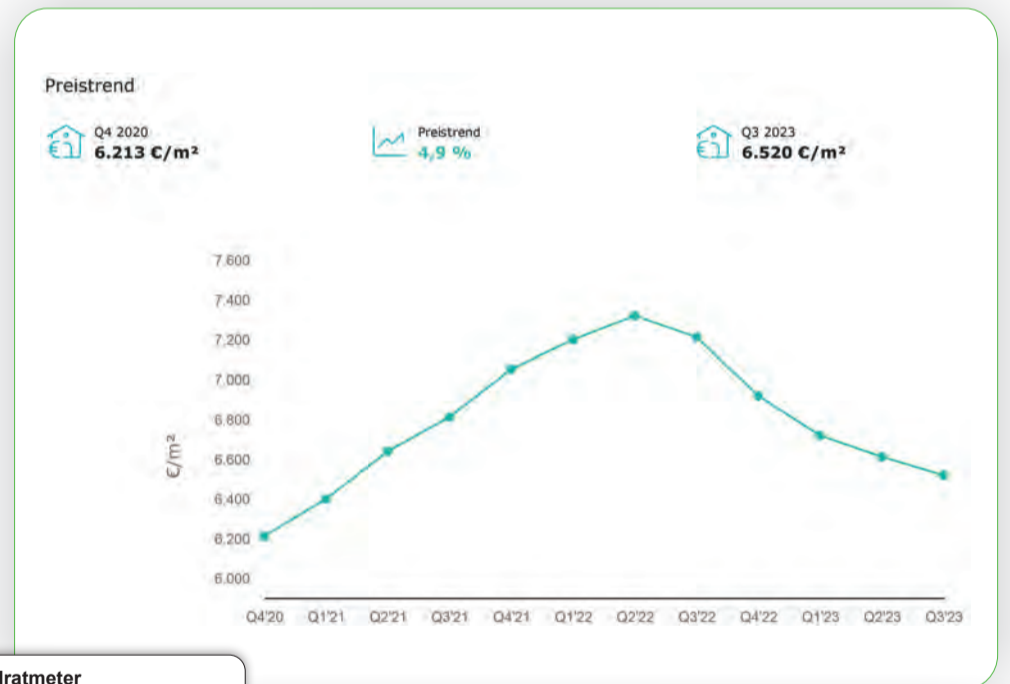 Preistrend
Q4 2020
6.213 €/m²
Preistrend
4,9 %
Q3 2023
6.520 €/m²
7.600
7.400
7.200
7.000
6.800
6.600
6.400
6.200
6.000
€/m²
Q4'20 Q1'21 Q2'21 Q3'21 Q4'21 Q1'22 Q2'22 Q3'22 Q4'22 Q1'23 Q2'23 Q3'23